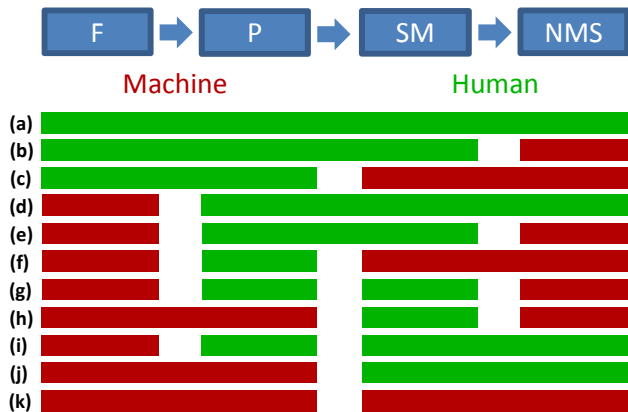 F P SM NMS
Machine Human
(a)
(b)
(c)
(d)
(e)
(f)
(g)
(h)
(i)
(j)
(k)